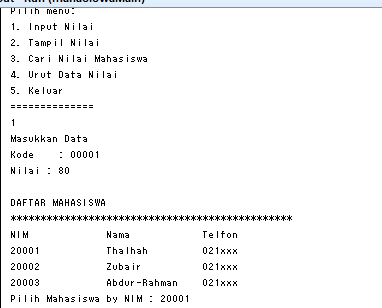 Run (mahasiswaMain)
Pilih menu:
1. Input Nilai
2. Tampil Nilai
3. Cari Nilai Mahasiswa
4. Urut Data Nilai
5. Keluar
==============
1
Masukkan Data
Kode   : 00001
Nilai : 80
DAFTAR MAHASISWA
***********************************************
NIM Nama Telfon
20001 Thalhah 021xxx
20002 Zubair 021xxx
20003 Abdur-Rahman 021xxx
Pilih Mahasiswa by NIM : 20001